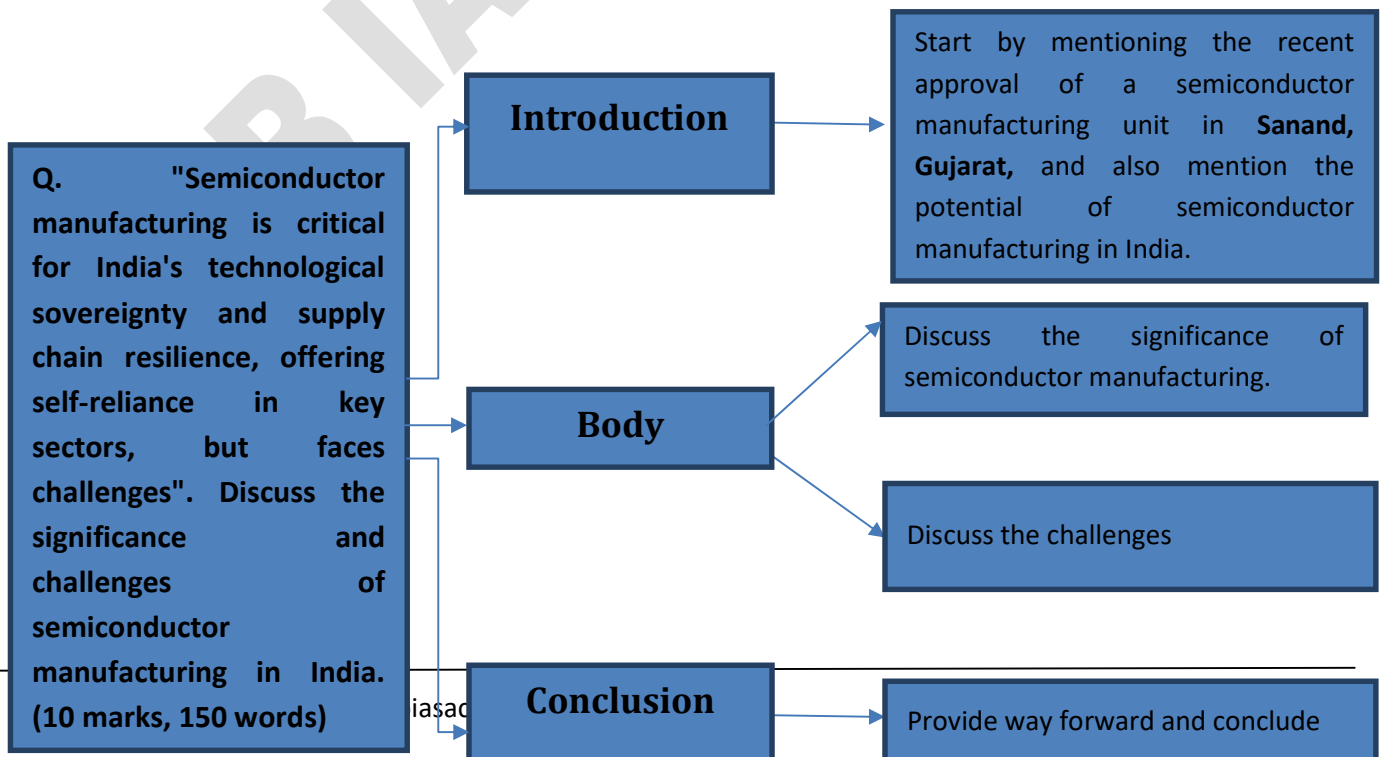 Q. "Semiconductor
manufacturing is critical
for India's technological
sovereignty and supply
chain resilience, offering
self-reliance in key
sectors, but faces
challenges". Discuss the
significance and
challenges of
semiconductor
manufacturing in India.
(10 marks, 150 words)
Introduction
Start by mentioning the recent
approval of a semiconductor
manufacturing unit in Sanand,
Gujarat, and also mention the
potential of semiconductor
manufacturing in India.
Body
Discuss the significance of
semiconductor manufacturing.
Discuss the challenges
Conclusion
Provide way forward and conclude